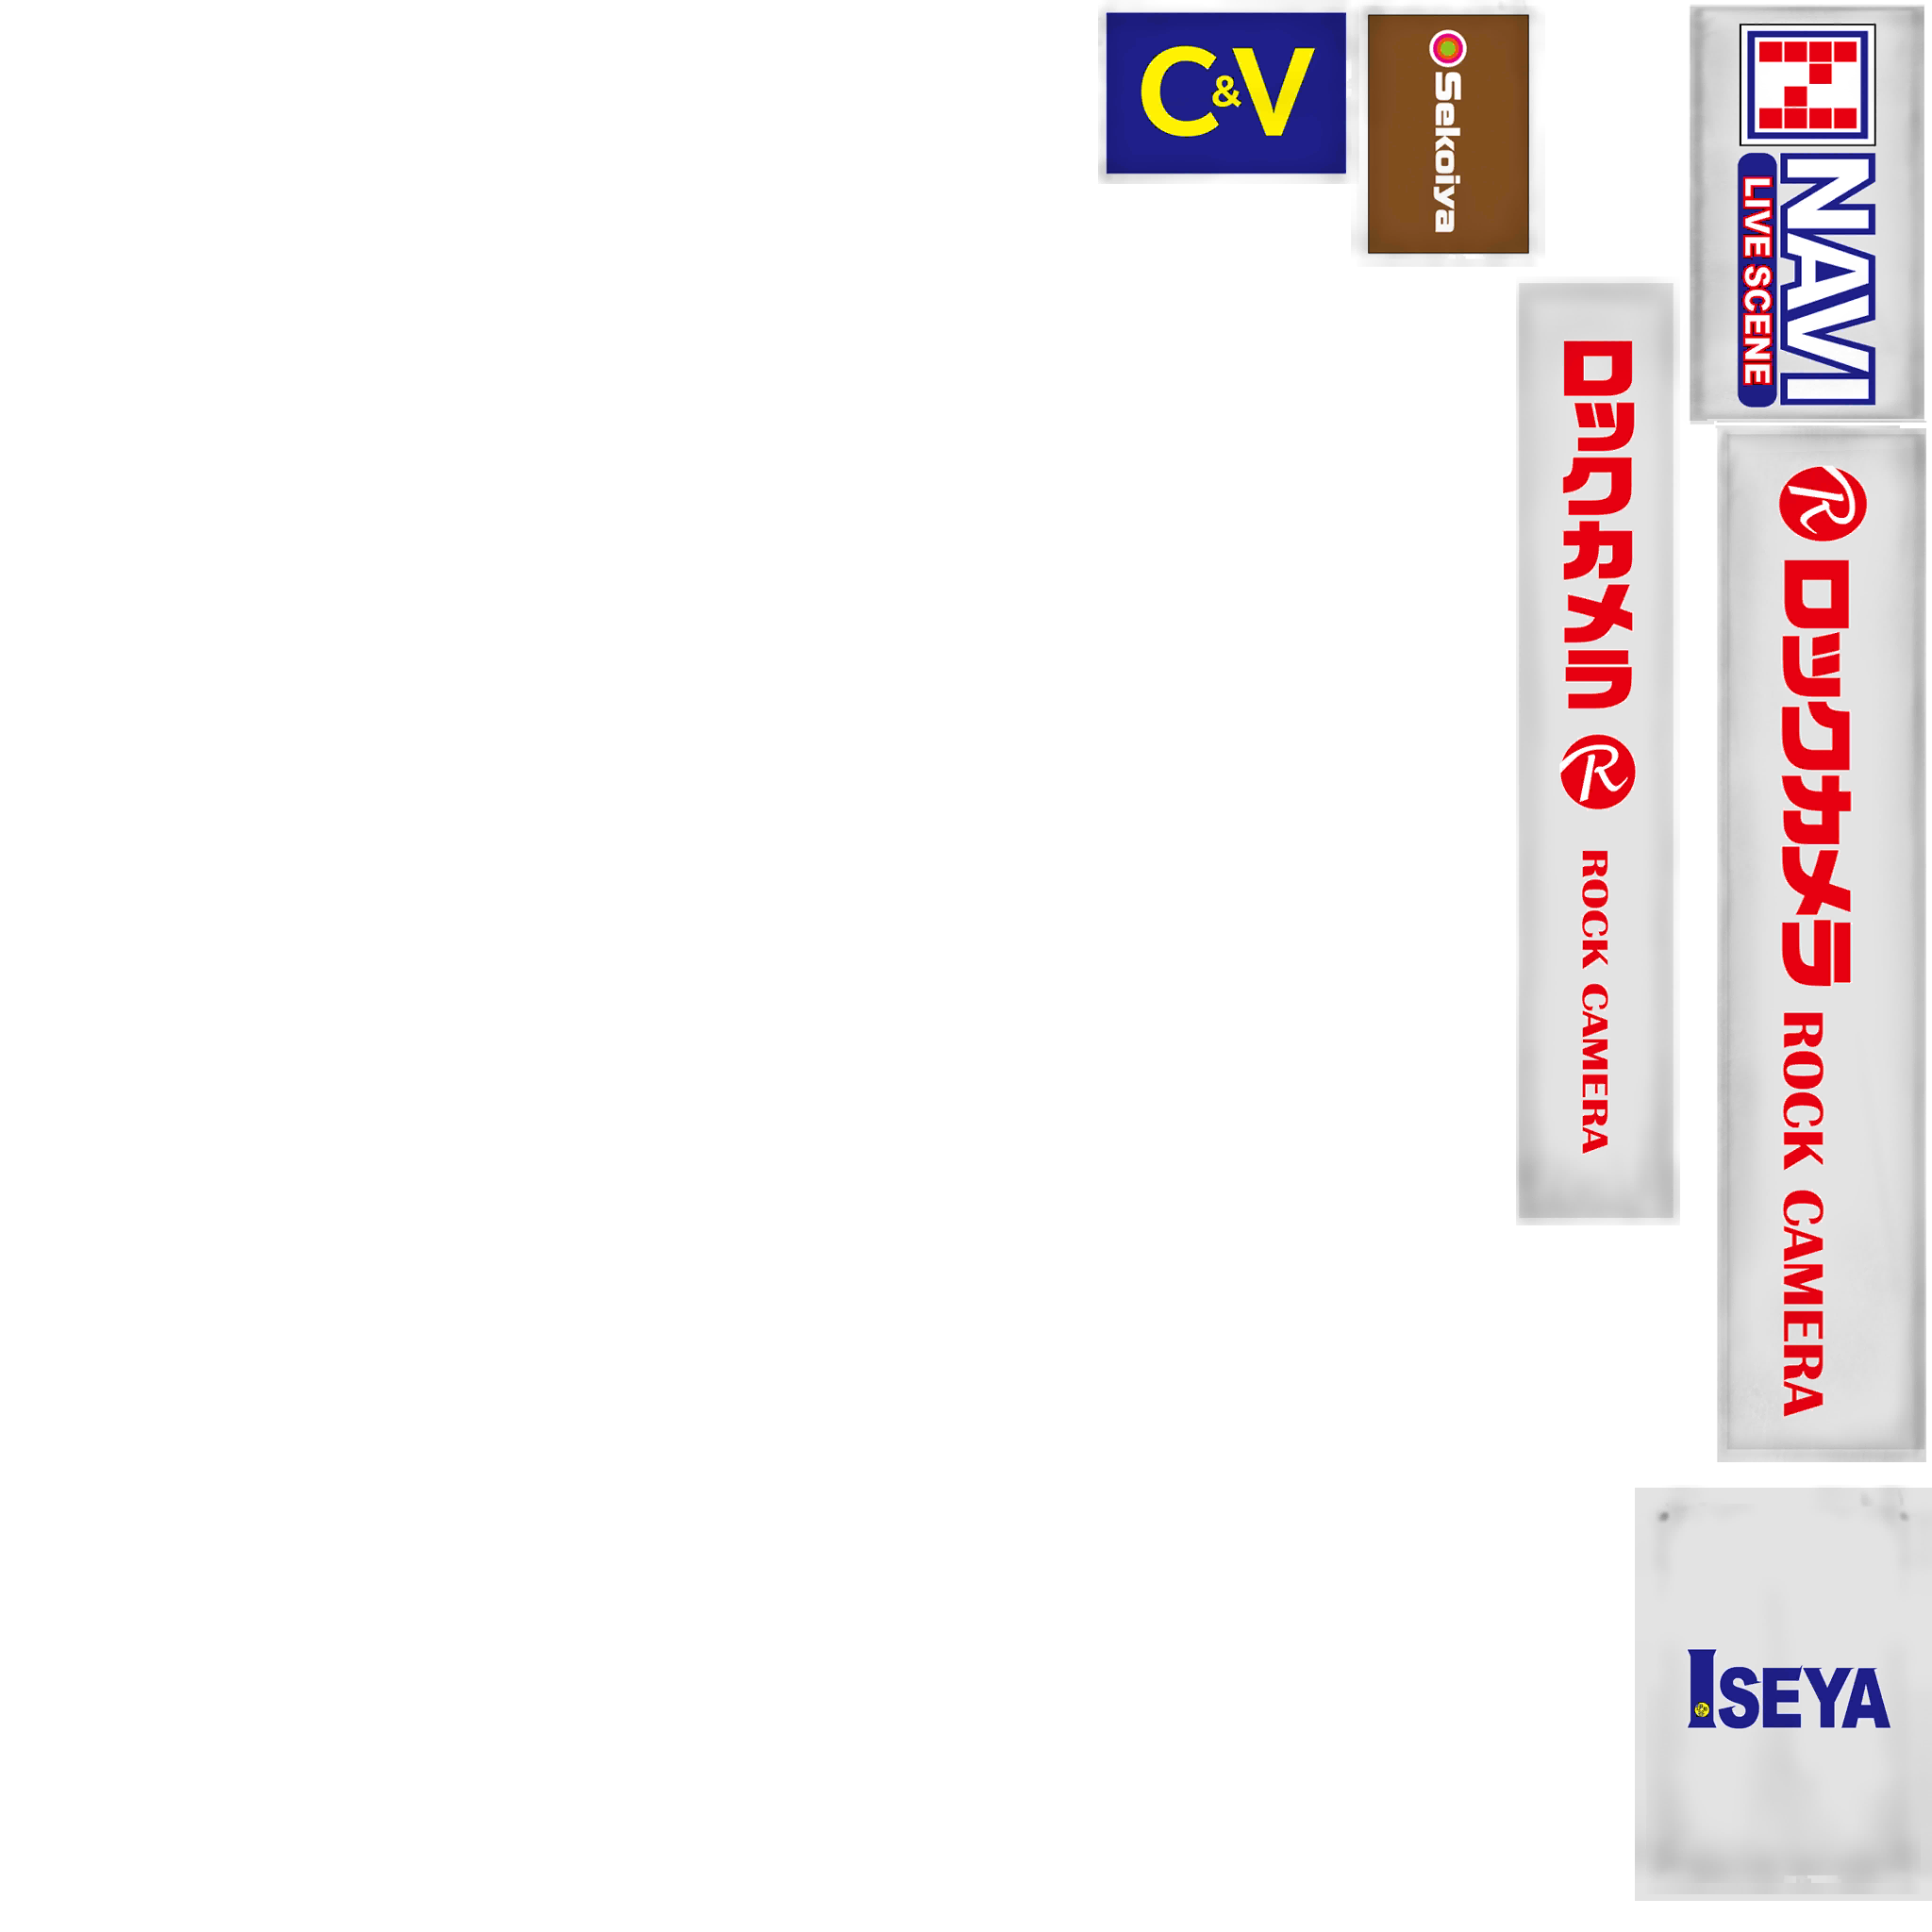 C&V
Sekoiya
NAVI
LIVE SCENE
ロックカメラ
R
ROCK CAMERA
R
ロックカメラ
ROCK CAMERA
ISEYA